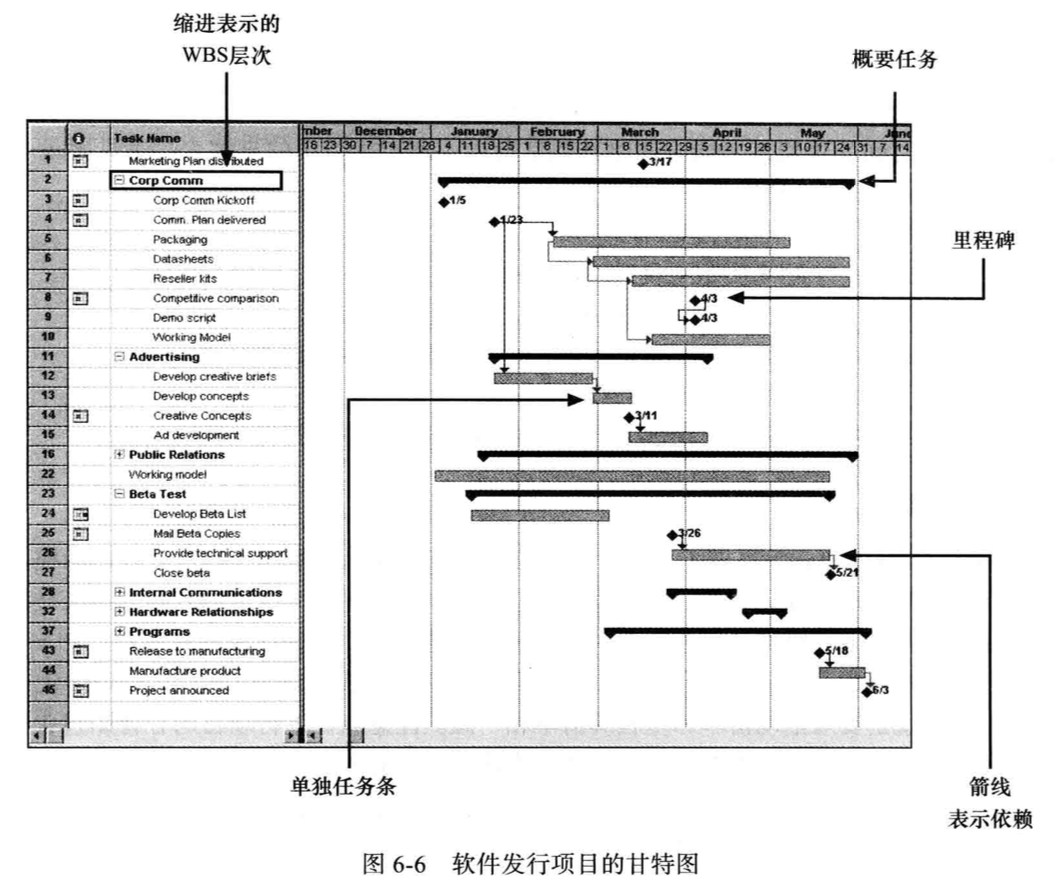 缩进表示的
WBS层次
概要任务
Task Name
mber December January February March April May June
16 23 30 7 14 21 28 4 11 18 25 1 8 15 22 1 8 15 22 29 5 12 19 26 3 10 17 24 31 7 14
1 Marketing Plan distributed 3/17
2 Corp Comm
3 Corp Comm Kickoff 1/5
4 Comm. Plan delivered 1/23
5 Packaging
里程碑
6 Datasheets
7 Reseller kits
8 Competitive comparison 4/3
9 Demo script 4/3
10 Working Model
11 Advertising
12 Develop creative briefs
13 Develop concepts
14 Creative Concepts 3/11
15 Ad development
16 Public Relations
22 Working model
23 Beta Test
24 Develop Beta List
25 Mail Beta Copies 3/26
26 Provide technical support
27 Close beta 5/21
28 Internal Communications
32 Hardware Relationships
37 Programs
43 Release to manufacturing 5/18
44 Manufacture product
45 Project announced 6/3
单独任务条
箭线
表示依赖
图 6-6 软件发行项目的甘特图